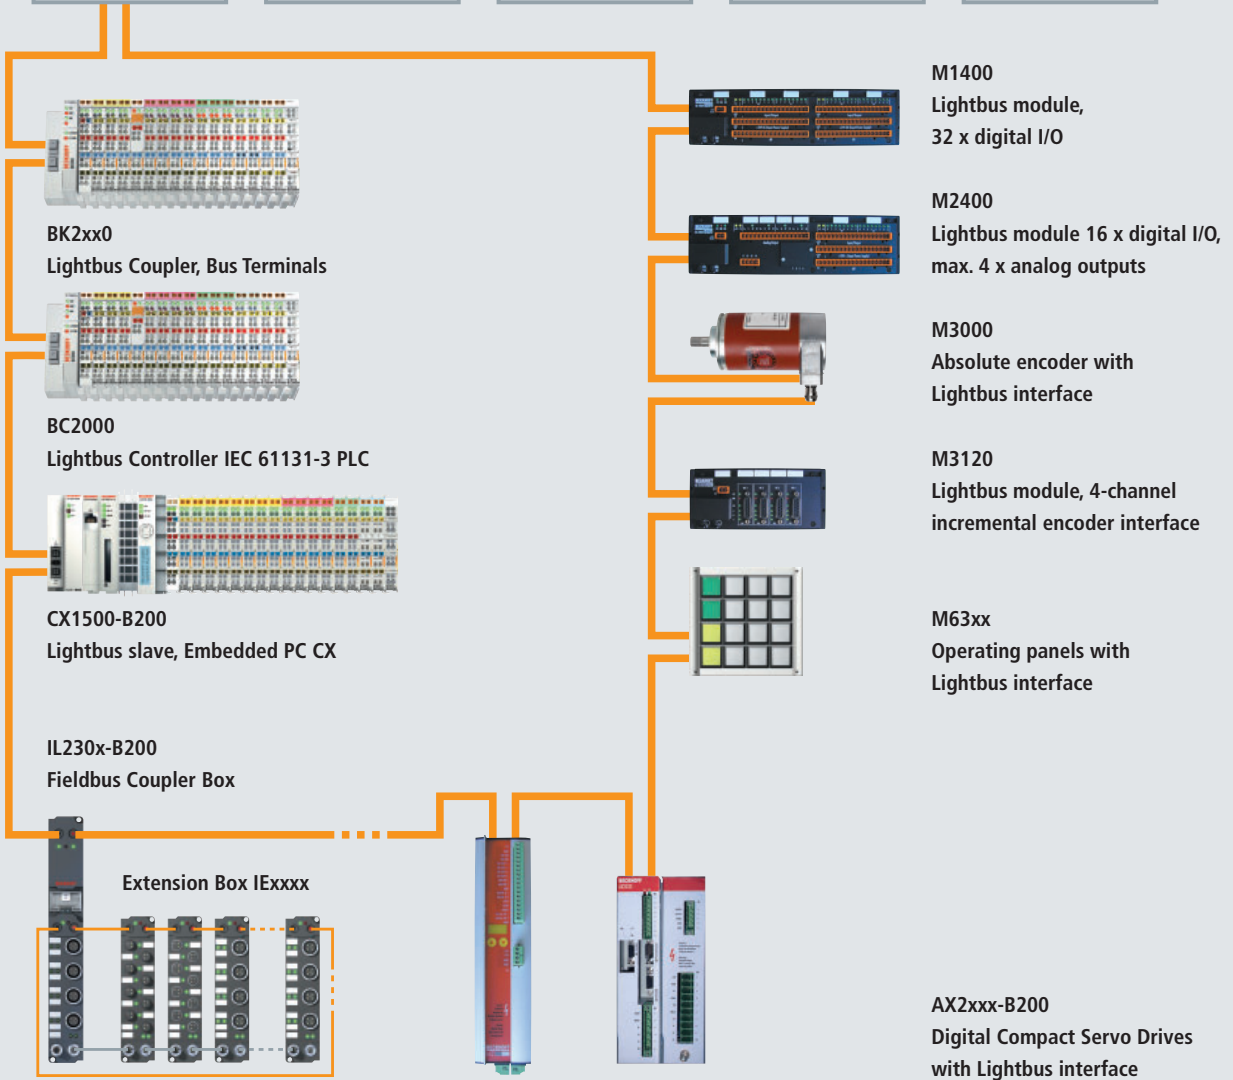 M1400
Lightbus module,
32 x digital I/O
M2400
Lightbus module 16 x digital I/O,
max. 4 x analog outputs
BK2xx0
Lightbus Coupler, Bus Terminals
M3000
Absolute encoder with
Lightbus interface
BC2000
Lightbus Controller IEC 61131-3 PLC
M3120
Lightbus module, 4-channel
incremental encoder interface
CX1500-B200
Lightbus slave, Embedded PC CX
M63xx
Operating panels with
Lightbus interface
IL230x-B200
Fieldbus Coupler Box
Extension Box IExxxx
BECKHOFF
AX2xxx-B200
Digital Compact Servo Drives
with Lightbus interface